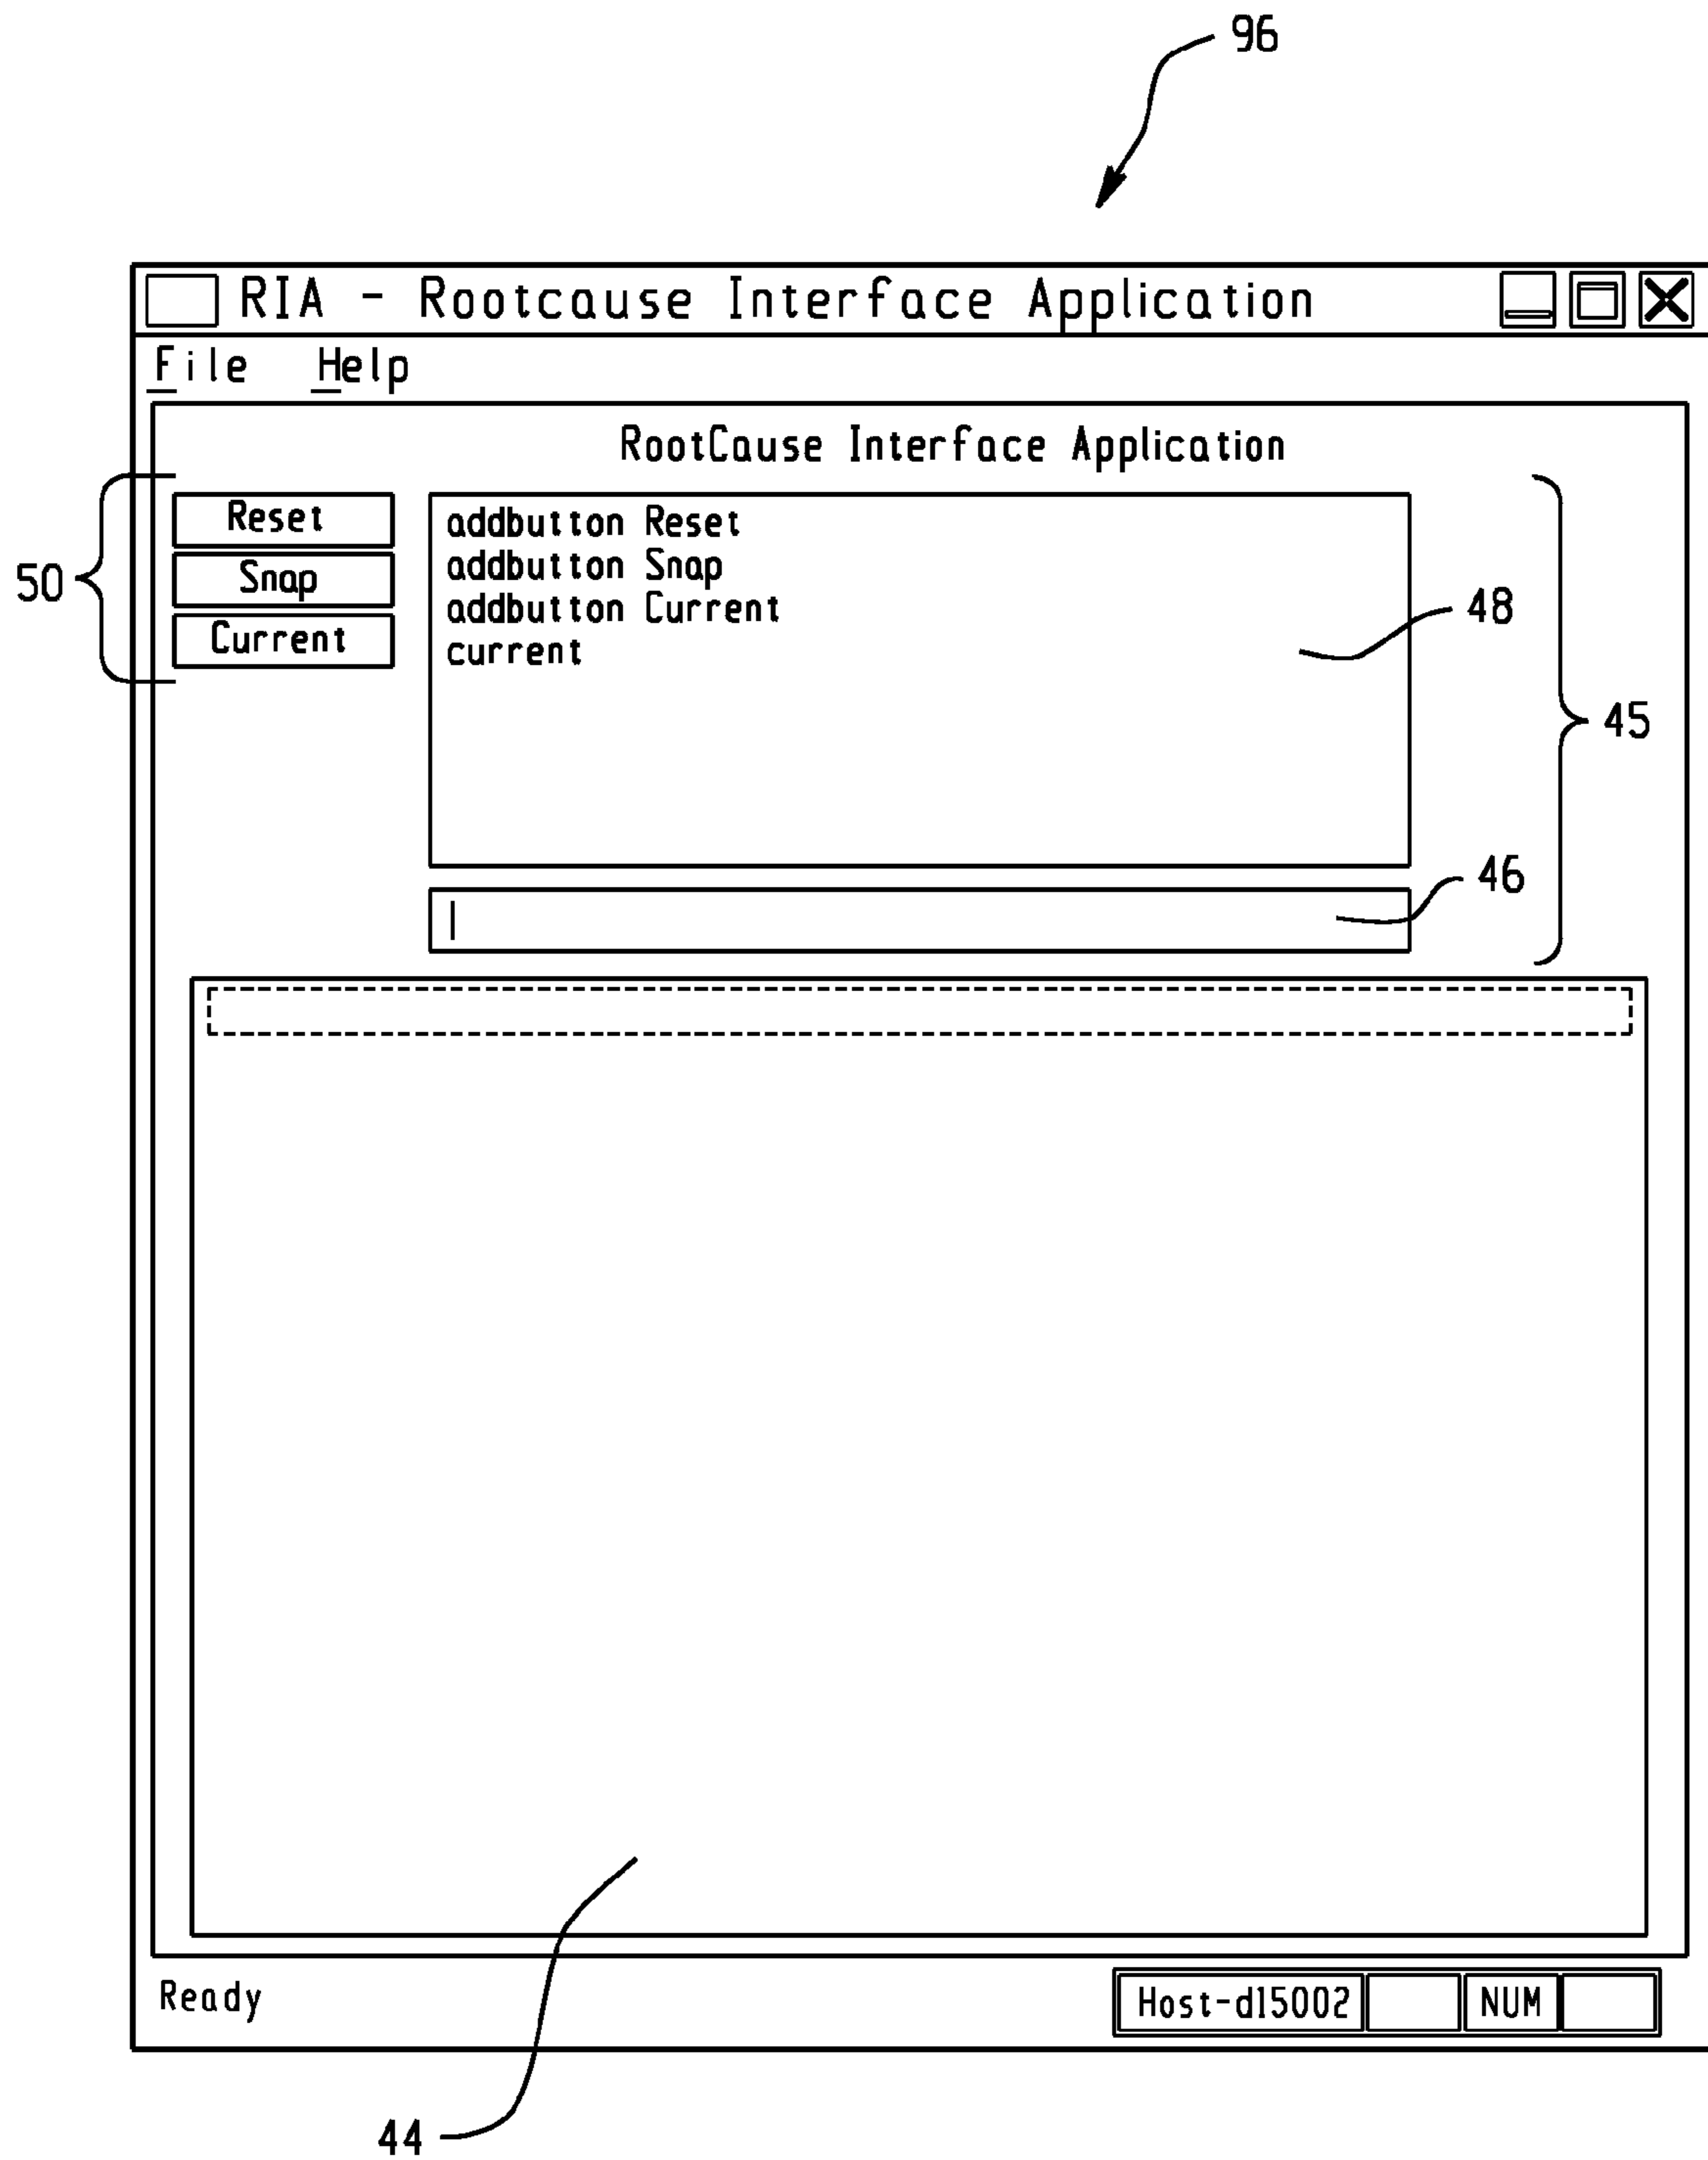 96
RIA - Rootcause Interface Application
File Help
RootCause Interface Application
50
Reset
Snap
Current
addbutton Reset
addbutton Snap
addbutton Current
current
48
45
46
Ready
Host-dl5002
NUM
44